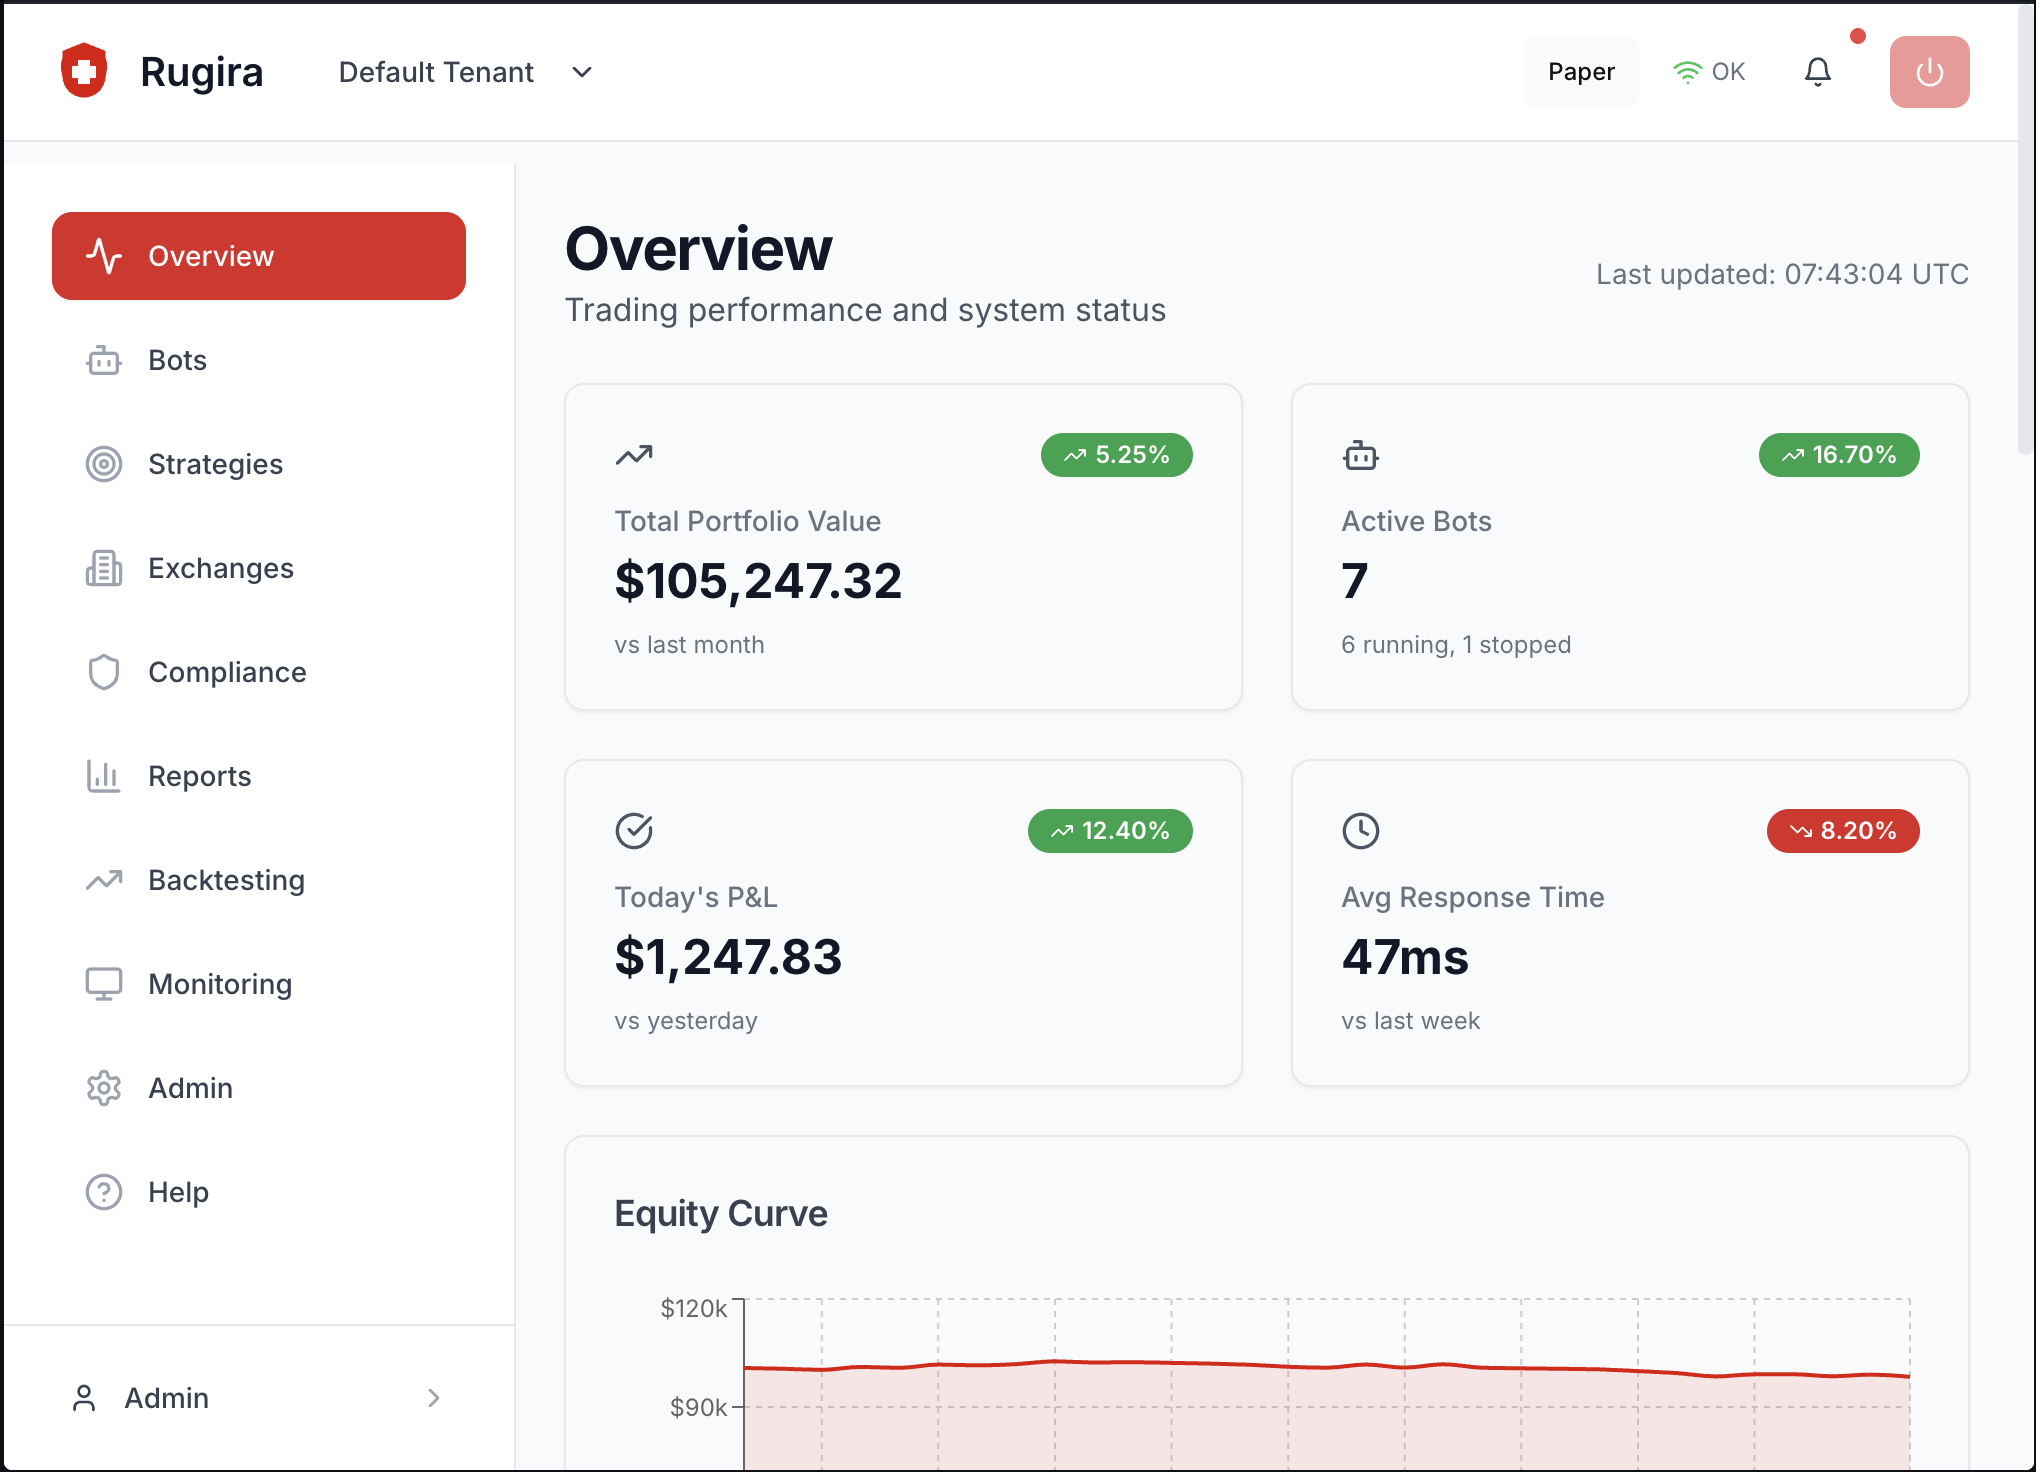 Rugira
Default Tenant
Paper
OK
Overview
Bots
Strategies
Exchanges
Compliance
Reports
Backtesting
Monitoring
Admin
Help
Admin
Overview
Trading performance and system status
Last updated: 07:43:04 UTC
5.25%
Total Portfolio Value
$105,247.32
vs last month
16.70%
Active Bots
7
6 running, 1 stopped
12.40%
Today's P&L
$1,247.83
vs yesterday
8.20%
Avg Response Time
47ms
vs last week
Equity Curve
$120k
$90k